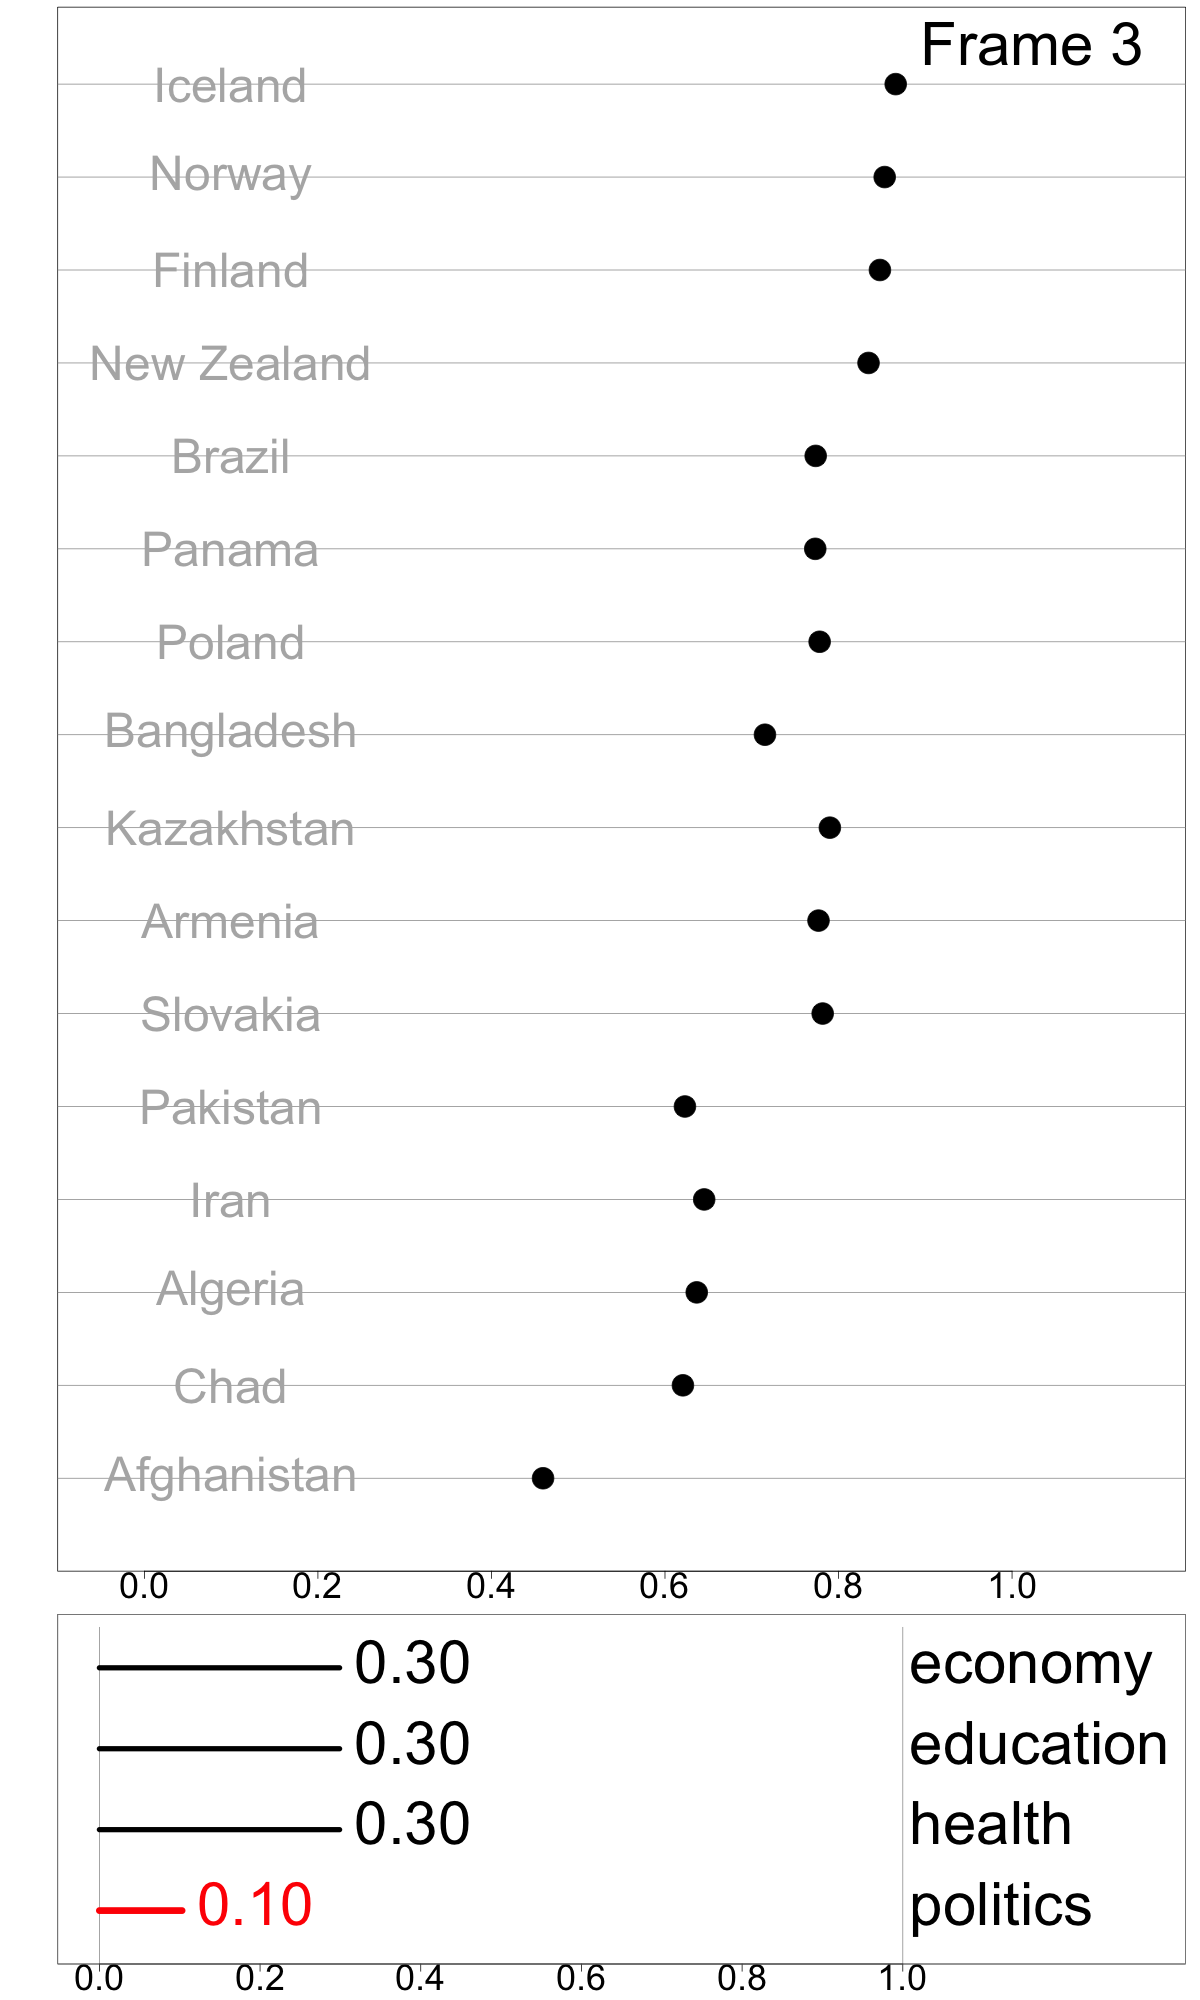 Frame 3
Iceland
Norway
Finland
New Zealand
Brazil
Panama
Poland
Bangladesh
Kazakhstan
Armenia
Slovakia
Pakistan
Iran
Algeria
Chad
Afghanistan
0.0 0.2 0.4 0.6 0.8 1.0
0.30 economy
0.30 education
0.30 health
0.10 politics
0.0 0.2 0.4 0.6 0.8 1.0